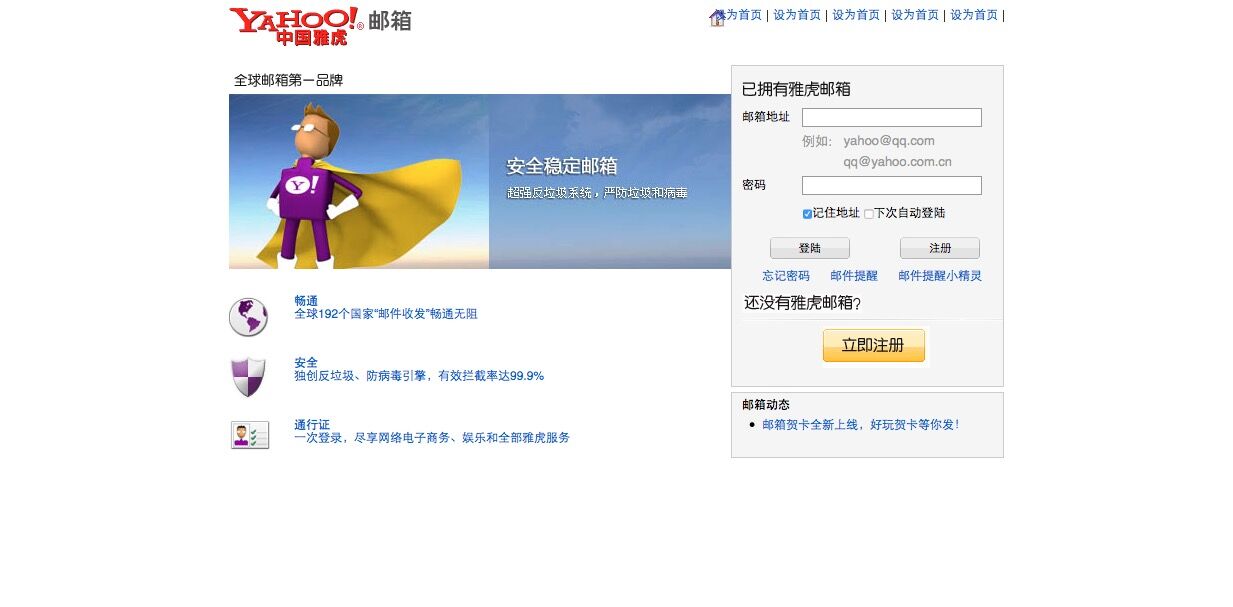 YAHOO!® 邮箱
中国雅虎
设为首页 | 设为首页 | 设为首页 | 设为首页 | 设为首页 |
全球邮箱第一品牌
Y!
安全稳定邮箱
超强反垃圾系统，严防垃圾和病毒
畅通
全球192个国家“邮件收发”畅通无阻
安全
独创反垃圾、防病毒引擎，有效拦截率达99.9%
通行证
一次登录，尽享网络电子商务、娱乐和全部雅虎服务
已拥有雅虎邮箱
邮箱地址
例如： yahoo@qq.com
qq@yahoo.com.cn
密码
记住地址 下次自动登陆
登陆 注册
忘记密码 邮件提醒 邮件提醒小精灵
还没有雅虎邮箱?
立即注册
邮箱动态
邮箱贺卡全新上线，好玩贺卡等你发！